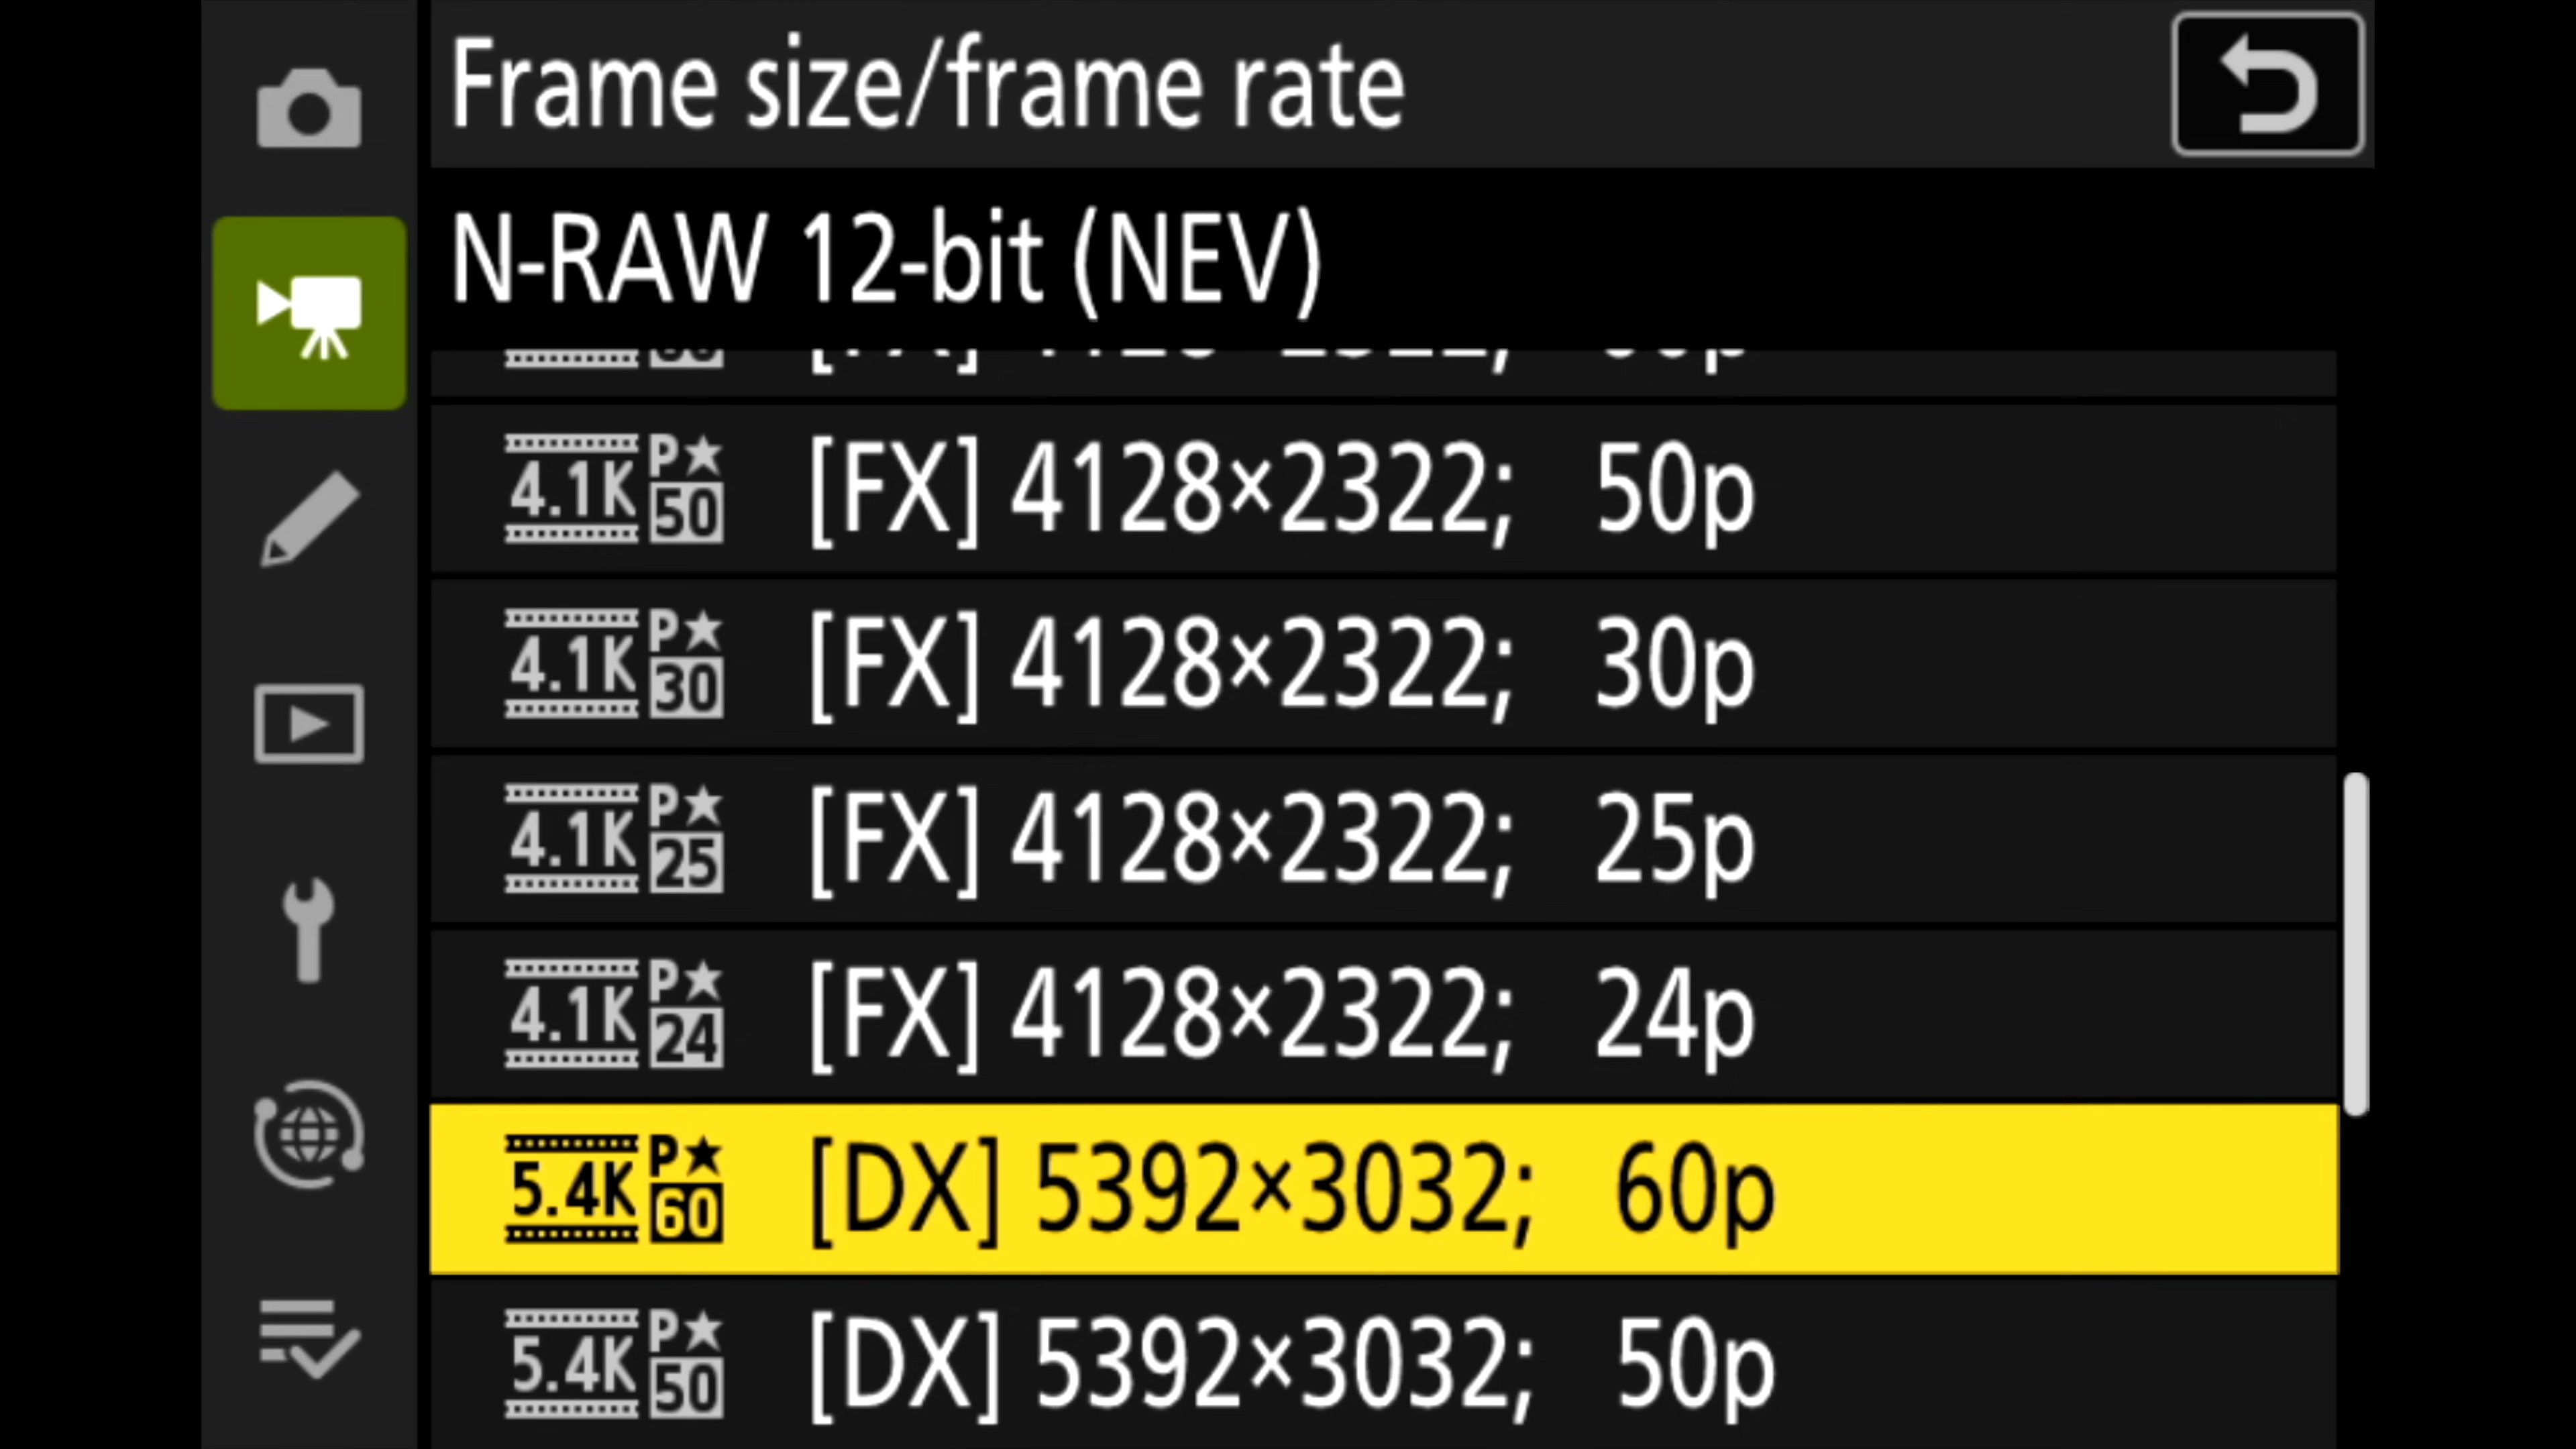 Frame size/frame rate
N-RAW 12-bit (NEV)
4.1K P★ 50 [FX] 4128×2322; 50p
4.1K P★ 30 [FX] 4128×2322; 30p
4.1K P★ 25 [FX] 4128×2322; 25p
4.1K P★ 24 [FX] 4128×2322; 24p
5.4K P★ 60 [DX] 5392×3032; 60p
5.4K P★ 50 [DX] 5392×3032; 50p